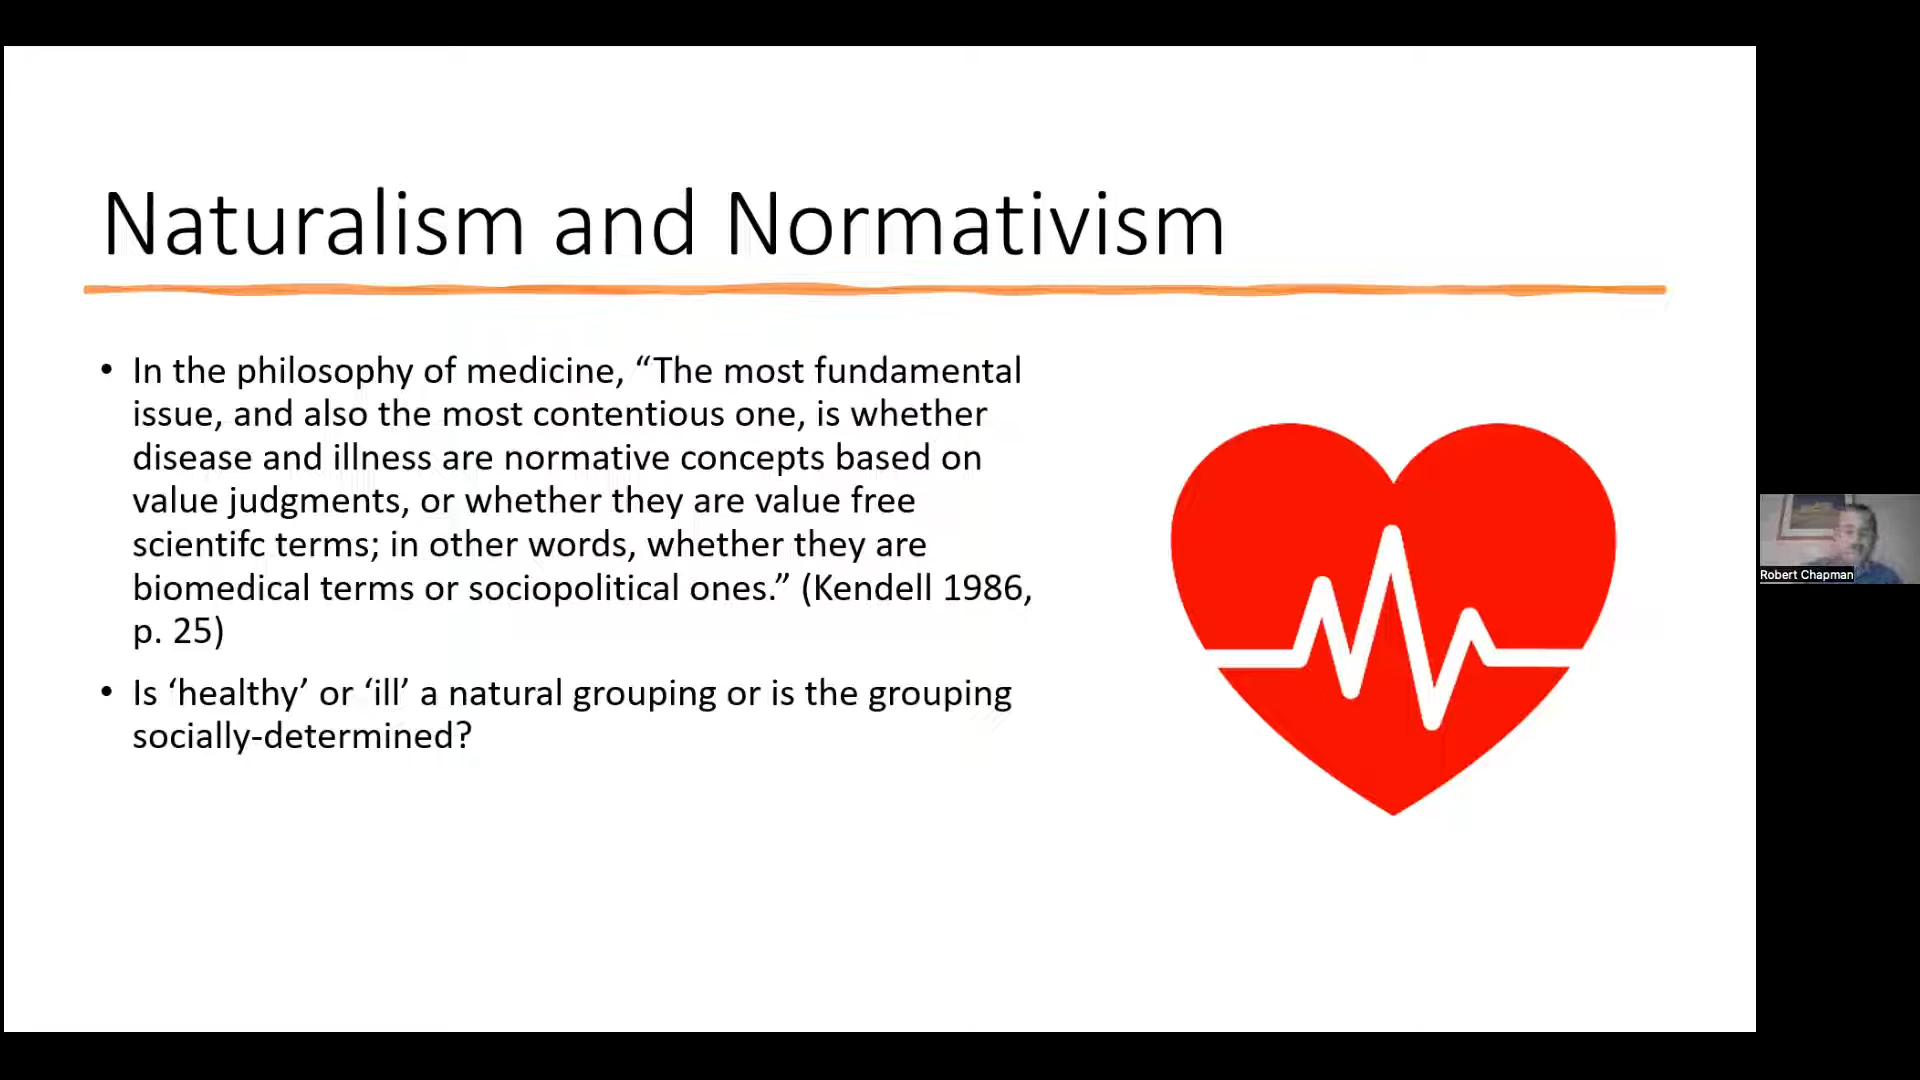 Naturalism and Normativism
• In the philosophy of medicine, “The most fundamental
issue, and also the most contentious one, is whether
disease and illness are normative concepts based on
value judgments, or whether they are value free
scientifc terms; in other words, whether they are
biomedical terms or sociopolitical ones.” (Kendell 1986,
p. 25)
• Is ‘healthy’ or ‘ill’ a natural grouping or is the grouping
socially-determined?
Robert Chapman